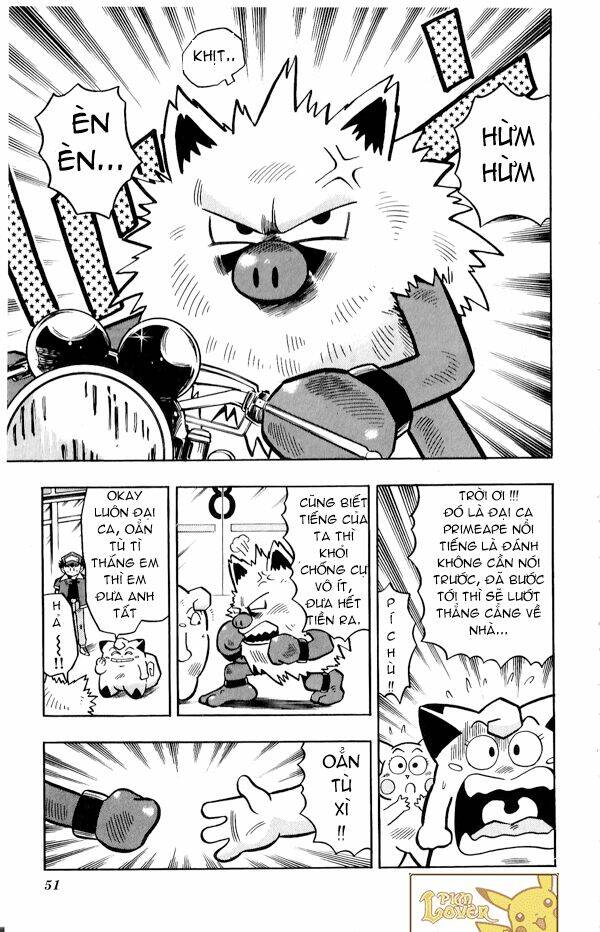 HỪM
HỪM
KHỊT..
ÈN
ÈN...
TRỜI ƠI !!!
ĐÓ LÀ ĐẠI CA
PRIMEAPE NỔI
TIẾNG LÀ ĐÁNH
KHÔNG CẦN NÓI
TRƯỚC, ĐÃ BƯỚC
TỚI THÌ SẼ LƯỚT
THẲNG CẲNG VỀ
NHÀ...
PÍCHÙ!!
CŨNG BIẾT
TIẾNG CỦA
TA THÌ
KHỎI
CHỐNG CỰ
VÔ ÍT,
ĐƯA HẾT
TIỀN RA.
OKAY
LUÔN ĐẠI
CA, OẲN
TÙ TÌ
THẮNG EM
THÌ EM
ĐƯA ANH
TẤT
HẢ~!!
OẲN
TÙ XÌ
!!
51
PKM
LOVER